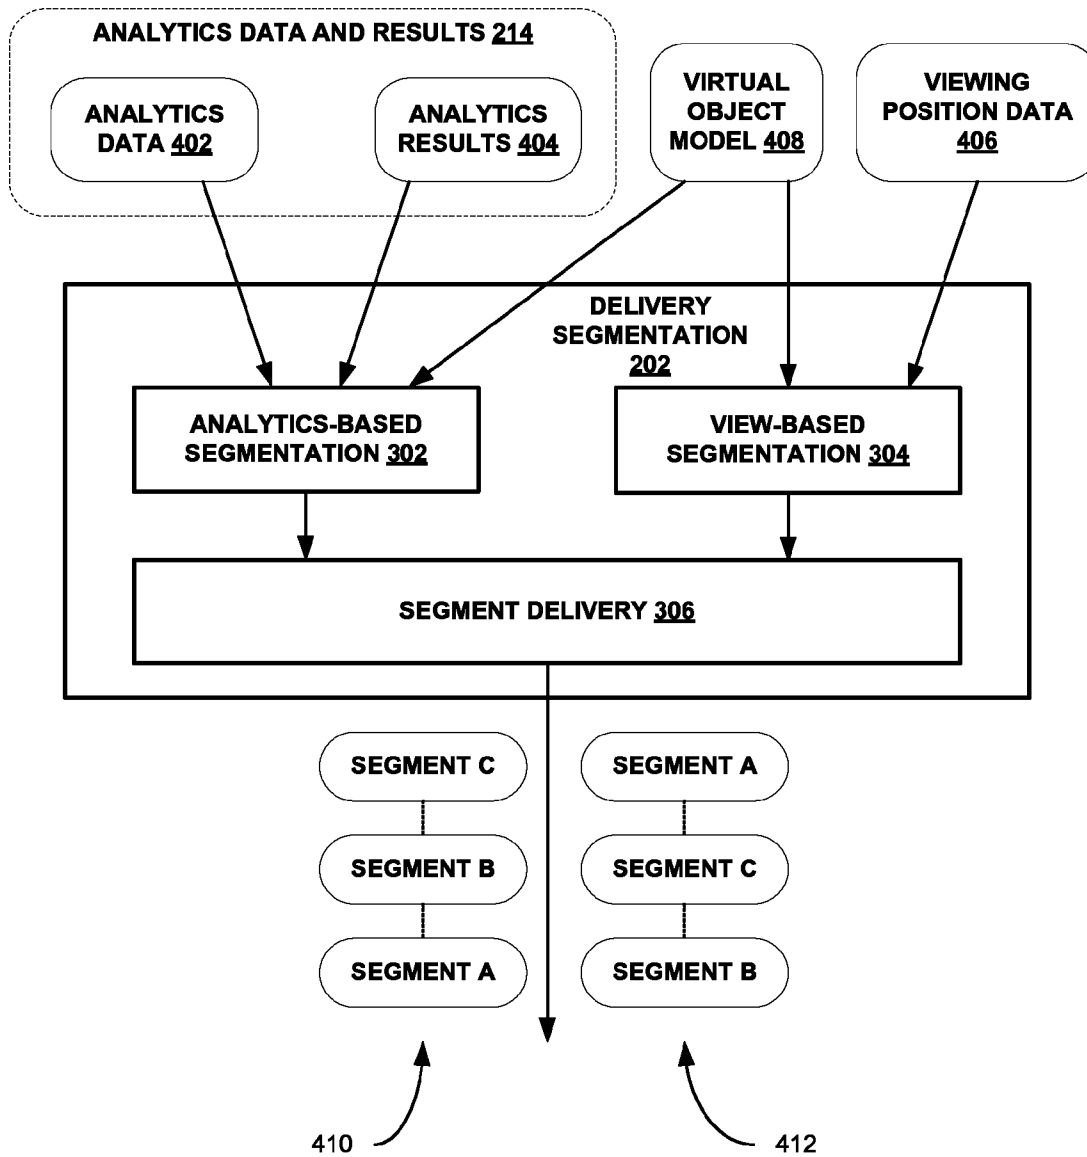 ANALYTICS DATA AND RESULTS 214
ANALYTICS
DATA 402
ANALYTICS
RESULTS 404
VIRTUAL
OBJECT
MODEL 408
VIEWING
POSITION DATA
406
DELIVERY
SEGMENTATION
202
ANALYTICS-BASED
SEGMENTATION 302
VIEW-BASED
SEGMENTATION 304
SEGMENT DELIVERY 306
SEGMENT C
SEGMENT B
SEGMENT A
SEGMENT A
SEGMENT C
SEGMENT B
410
412